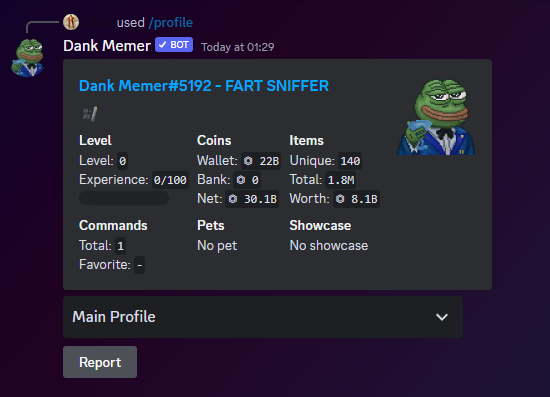 used /profile
Dank Memer ✓ BOT Today at 01:29
Dank Memer#5192 - FART SNIFFER
Level Coins Items
Level: 0 Wallet: 22B Unique: 140
Experience: 0/100 Bank: 0 Total: 1.8M
Net: 30.1B Worth: 8.1B
Commands Pets Showcase
Total: 1 No pet No showcase
Favorite: -
Main Profile
Report